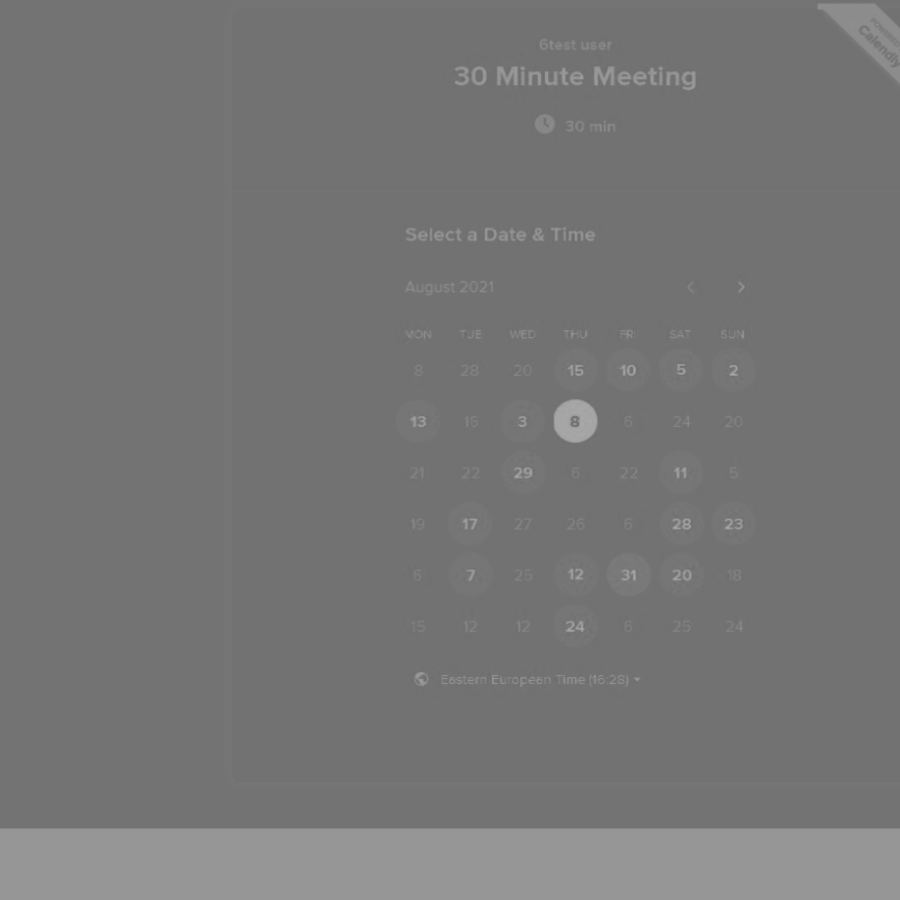 POWERED
Calendly
6test user
30 Minute Meeting
30 min
Select a Date & Time
August 2021
MON TUE WED THU FRI SAT SUN
8 28 20 15 10 5 2
13 15 3 8 6 24 20
21 22 29 6 22 11 5
19 17 27 26 6 28 23
6 7 25 12 31 20 18
15 12 12 24 6 25 24
Eastern European Time (16:28)